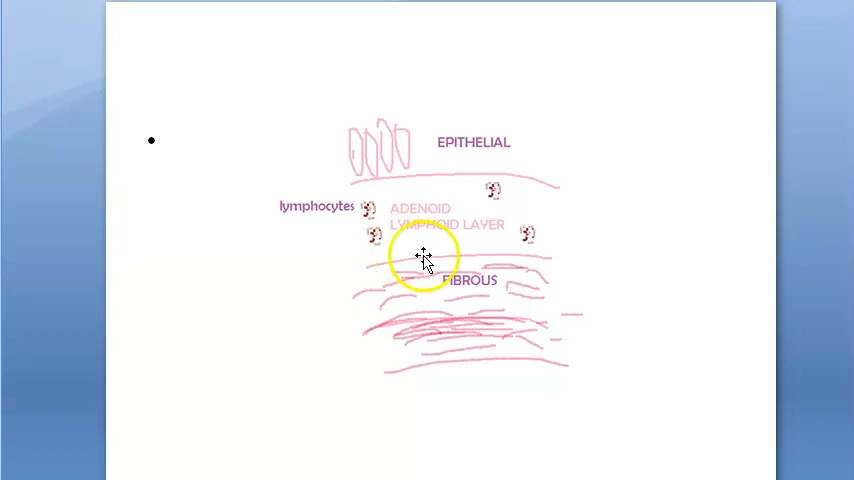 EPITHELIAL
lymphocytes
ADENOID
LYMPHOID LAYER
FIBROUS